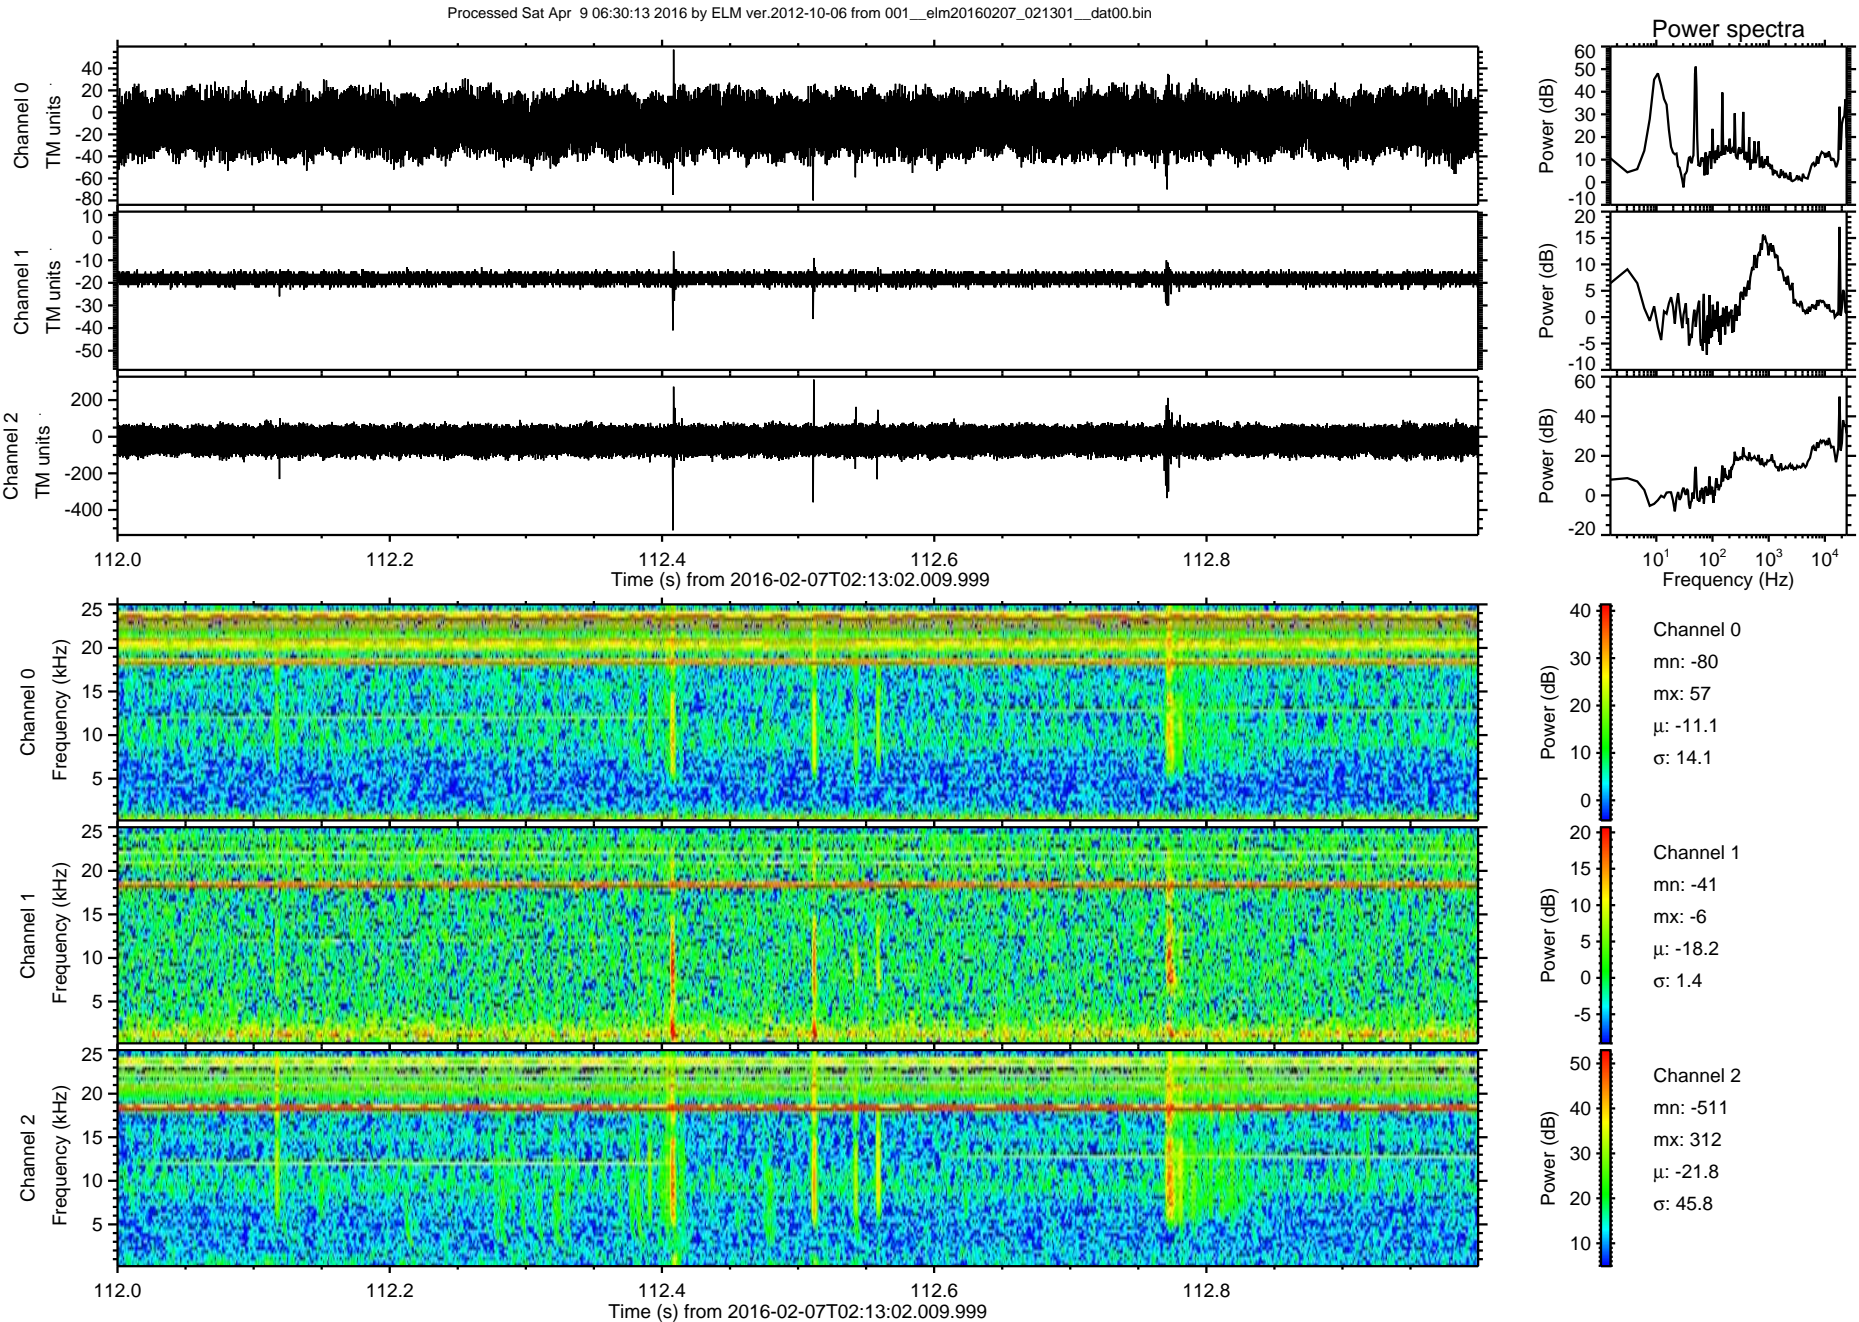 Processed Sat Apr  9 06:30:13 2016 by ELM ver.2012-10-06 from 001__elm20160207_021301__dat00.bin
Power spectra
Channel 0
TM units
40
20
0
-20
-40
-60
-80
Power (dB)
60
50
40
30
20
10
0
-10
Channel 1
TM units
10
0
-10
-20
-30
-40
-50
Power (dB)
20
15
10
5
0
-5
-10
Channel 2
TM units
200
0
-200
-400
Power (dB)
60
40
20
0
-20
112.0 112.2 112.4 112.6 112.8
Time (s) from 2016-02-07T02:13:02.009.999
10^1 10^2 10^3 10^4
Frequency (Hz)
Channel 0
Frequency (kHz)
25
20
15
10
5
Power (dB)
40
30
20
10
0
Channel 0
mn: -80
mx: 57
μ: -11.1
σ: 14.1
Channel 1
Frequency (kHz)
25
20
15
10
5
Power (dB)
20
15
10
5
0
-5
Channel 1
mn: -41
mx: -6
μ: -18.2
σ: 1.4
Channel 2
Frequency (kHz)
25
20
15
10
5
Power (dB)
50
40
30
20
10
Channel 2
mn: -511
mx: 312
μ: -21.8
σ: 45.8
112.0 112.2 112.4 112.6 112.8
Time (s) from 2016-02-07T02:13:02.009.999